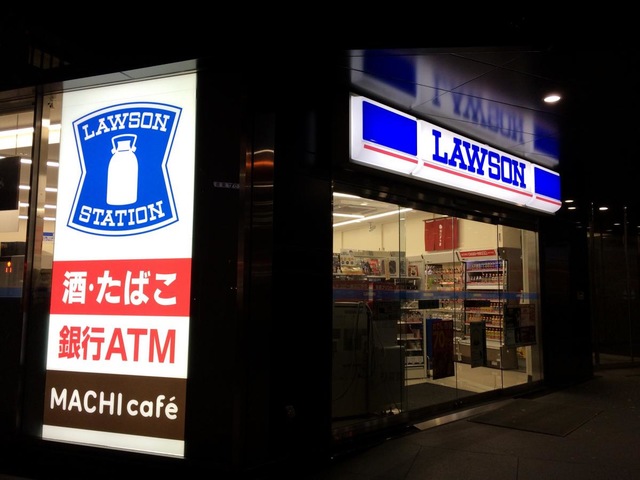 LAWSON
STATION
酒・たばこ
銀行ATM
MACHI café
LAWSON